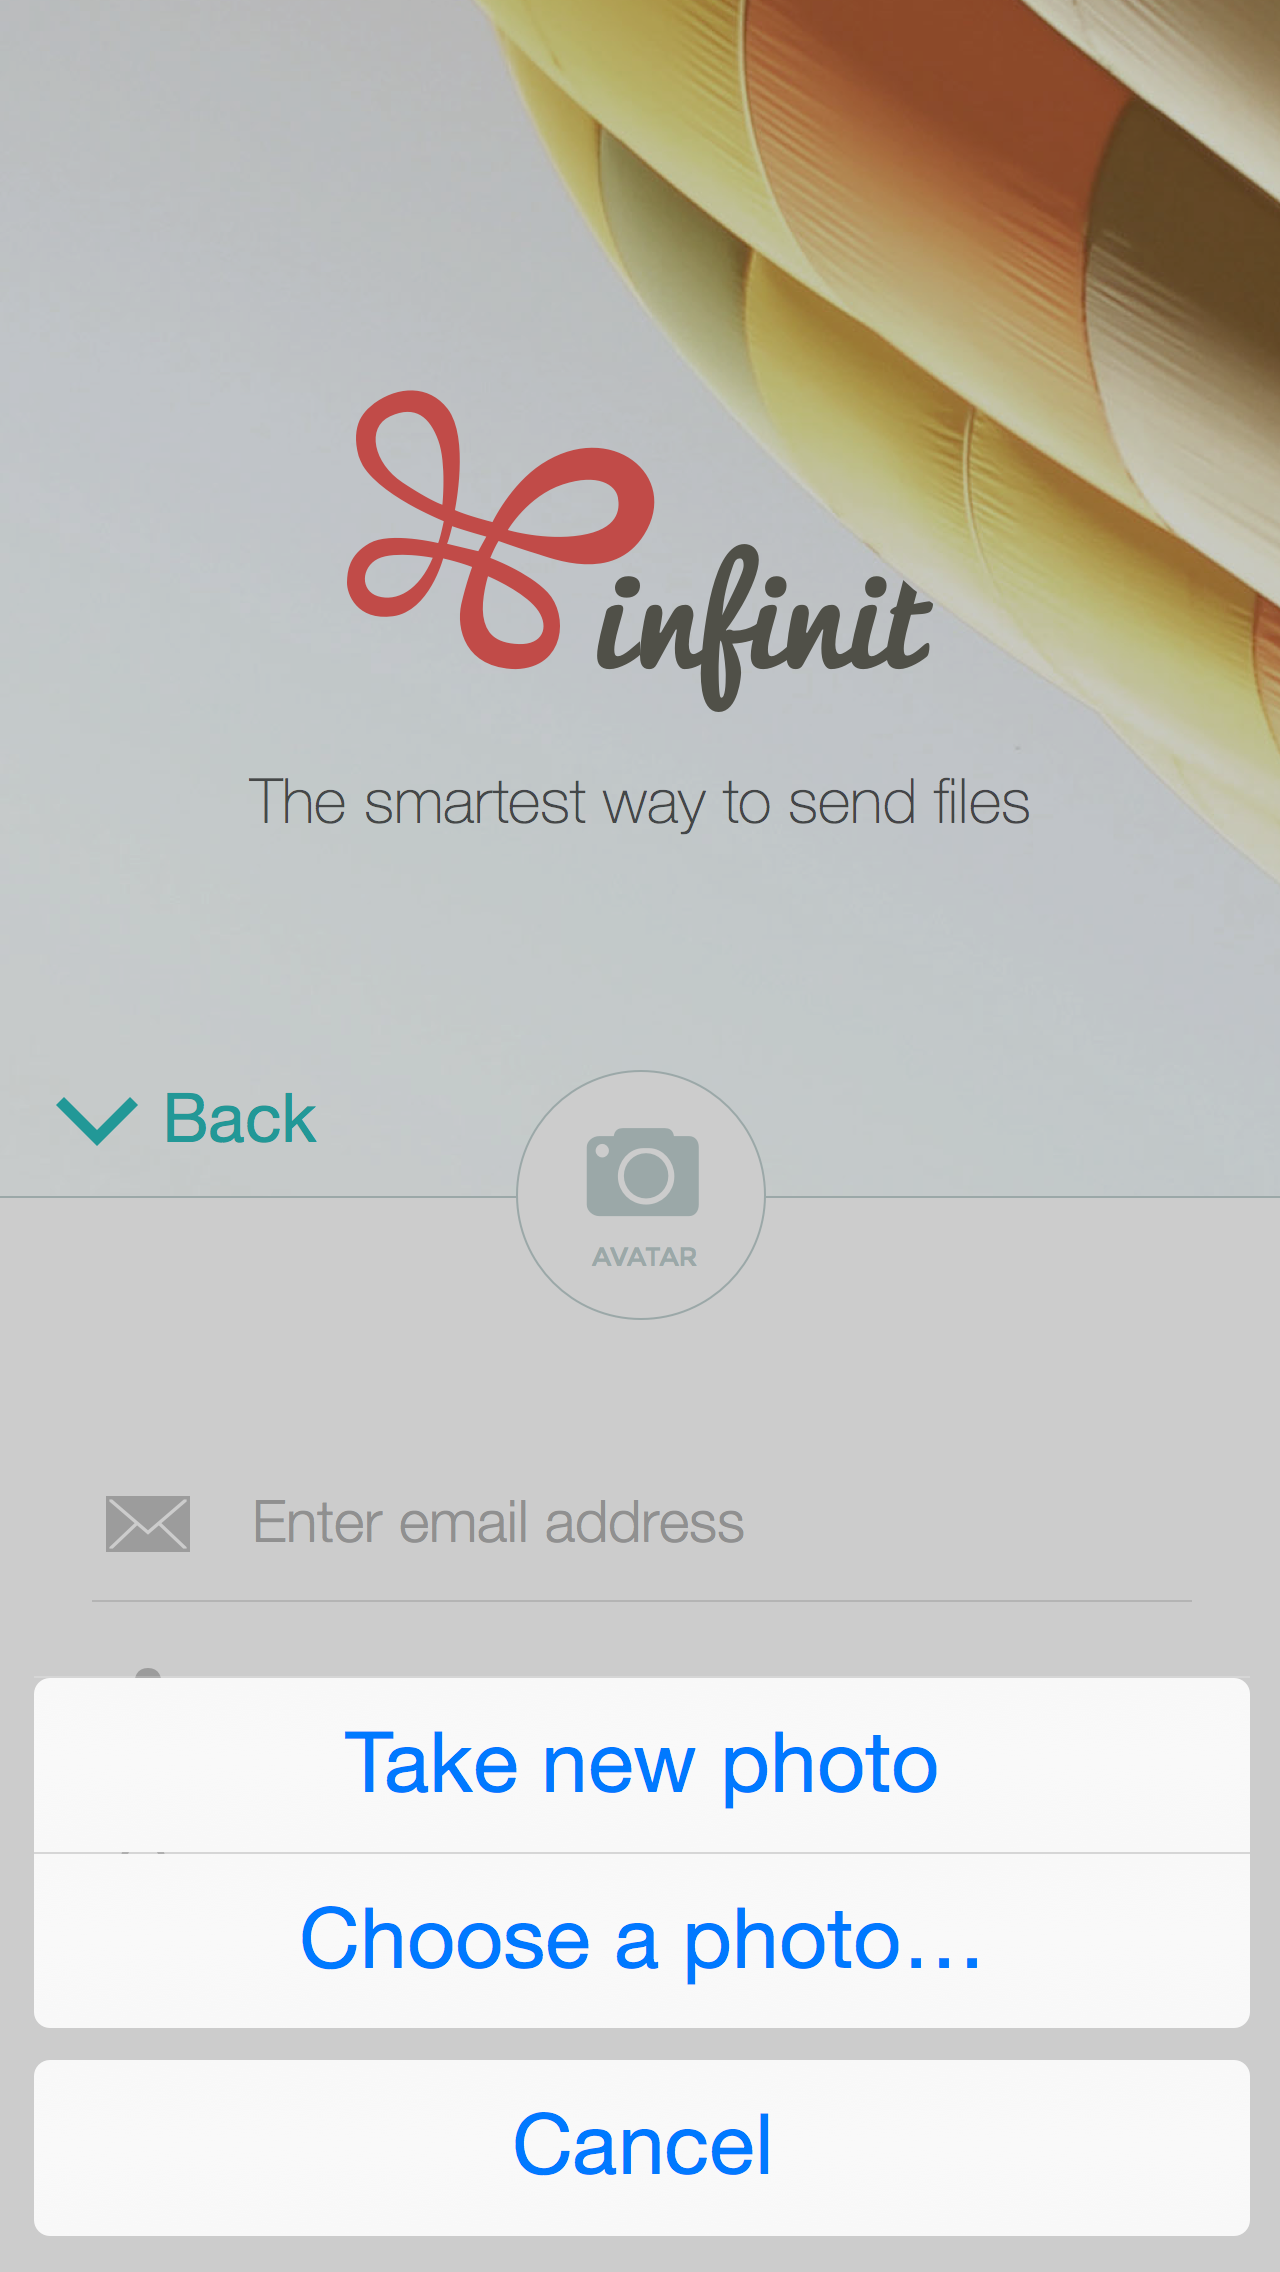 infinit
The smartest way to send files
Back
AVATAR
Enter email address
Take new photo
Choose a photo…
Cancel